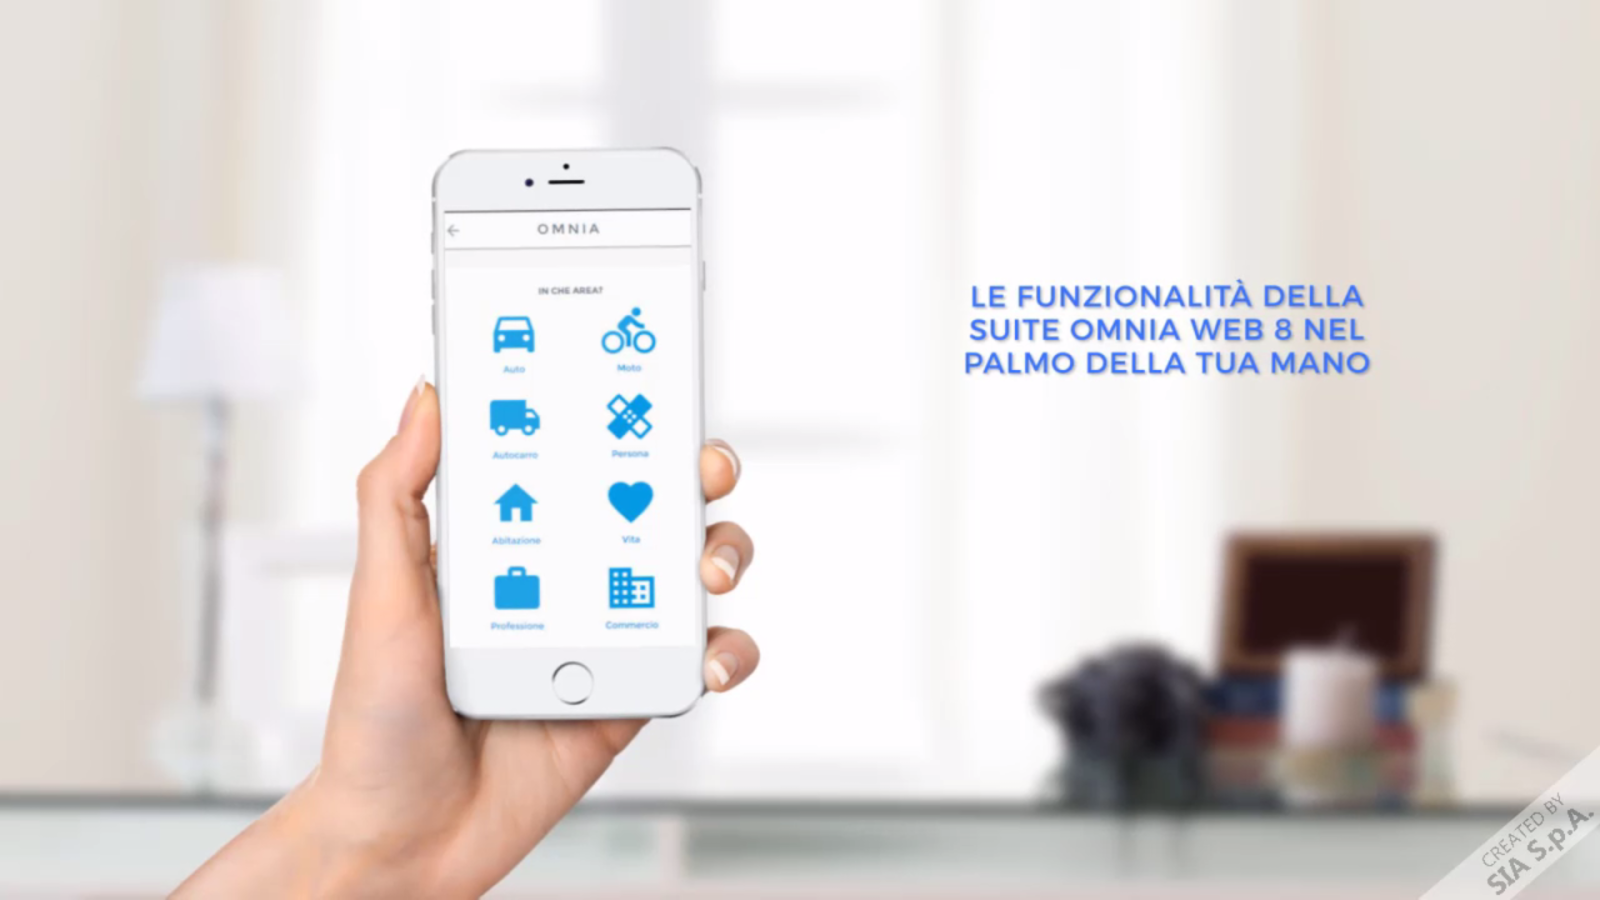 OMNIA
IN CHE AREA?
Auto
Moto
Autocarro
Persona
Abitazione
Vita
Professione
Commercio
LE FUNZIONALITÀ DELLA
SUITE OMNIA WEB 8 NEL
PALMO DELLA TUA MANO
CREATED BY
SIA S.p.A.